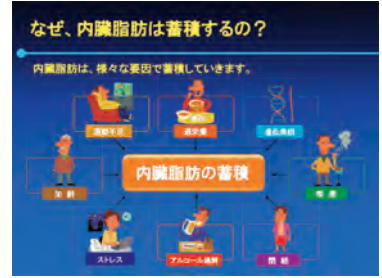 なぜ、内臓脂肪は蓄積するの？
内臓脂肪は、様々な要因で蓄積していきます。
運動不足
過栄養
遺伝素因
加齢
内臓脂肪の蓄積
喫煙
ストレス
アルコール過剰
閉経